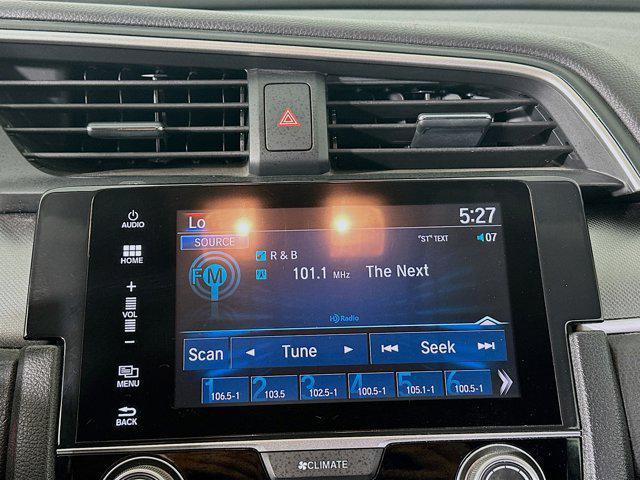 Lo 5:27
AUDIO
SOURCE "ST" TEXT 07
HOME R & B
FM 101.1 MHz The Next
VOL
HD Radio
Scan Tune Seek
MENU
1 2 3 4 5 6
106.5-1 103.5 102.5-1 100.5-1 105.1-1 100.5-1
BACK
CLIMATE